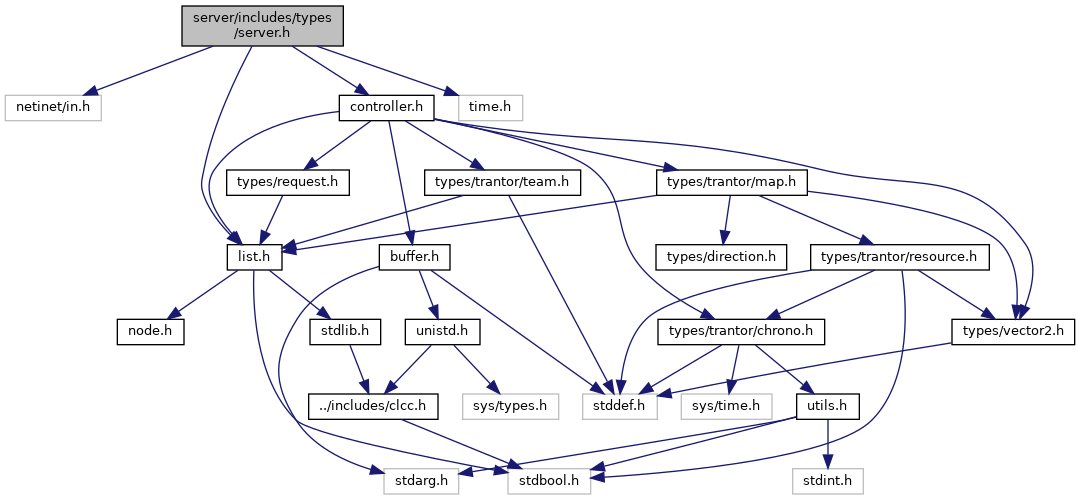 server/includes/types
/server.h
netinet/in.h
controller.h
time.h
types/request.h
types/trantor/team.h
types/trantor/map.h
list.h
buffer.h
types/direction.h
types/trantor/resource.h
node.h
stdlib.h
unistd.h
types/trantor/chrono.h
types/vector2.h
../includes/clcc.h
sys/types.h
stddef.h
sys/time.h
utils.h
stdarg.h
stdbool.h
stdint.h